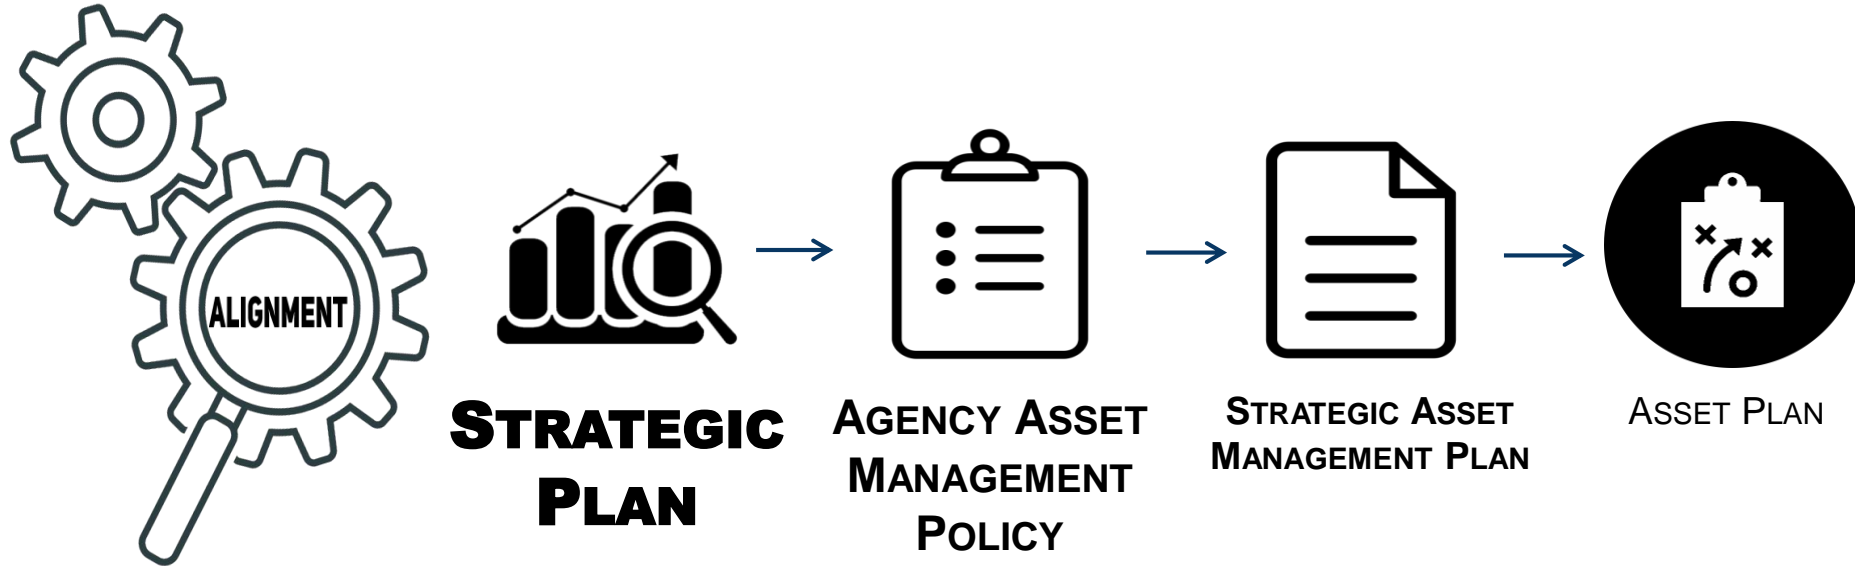 ALIGNMENT
STRATEGIC
PLAN
AGENCY ASSET
MANAGEMENT
POLICY
STRATEGIC ASSET
MANAGEMENT PLAN
ASSET PLAN